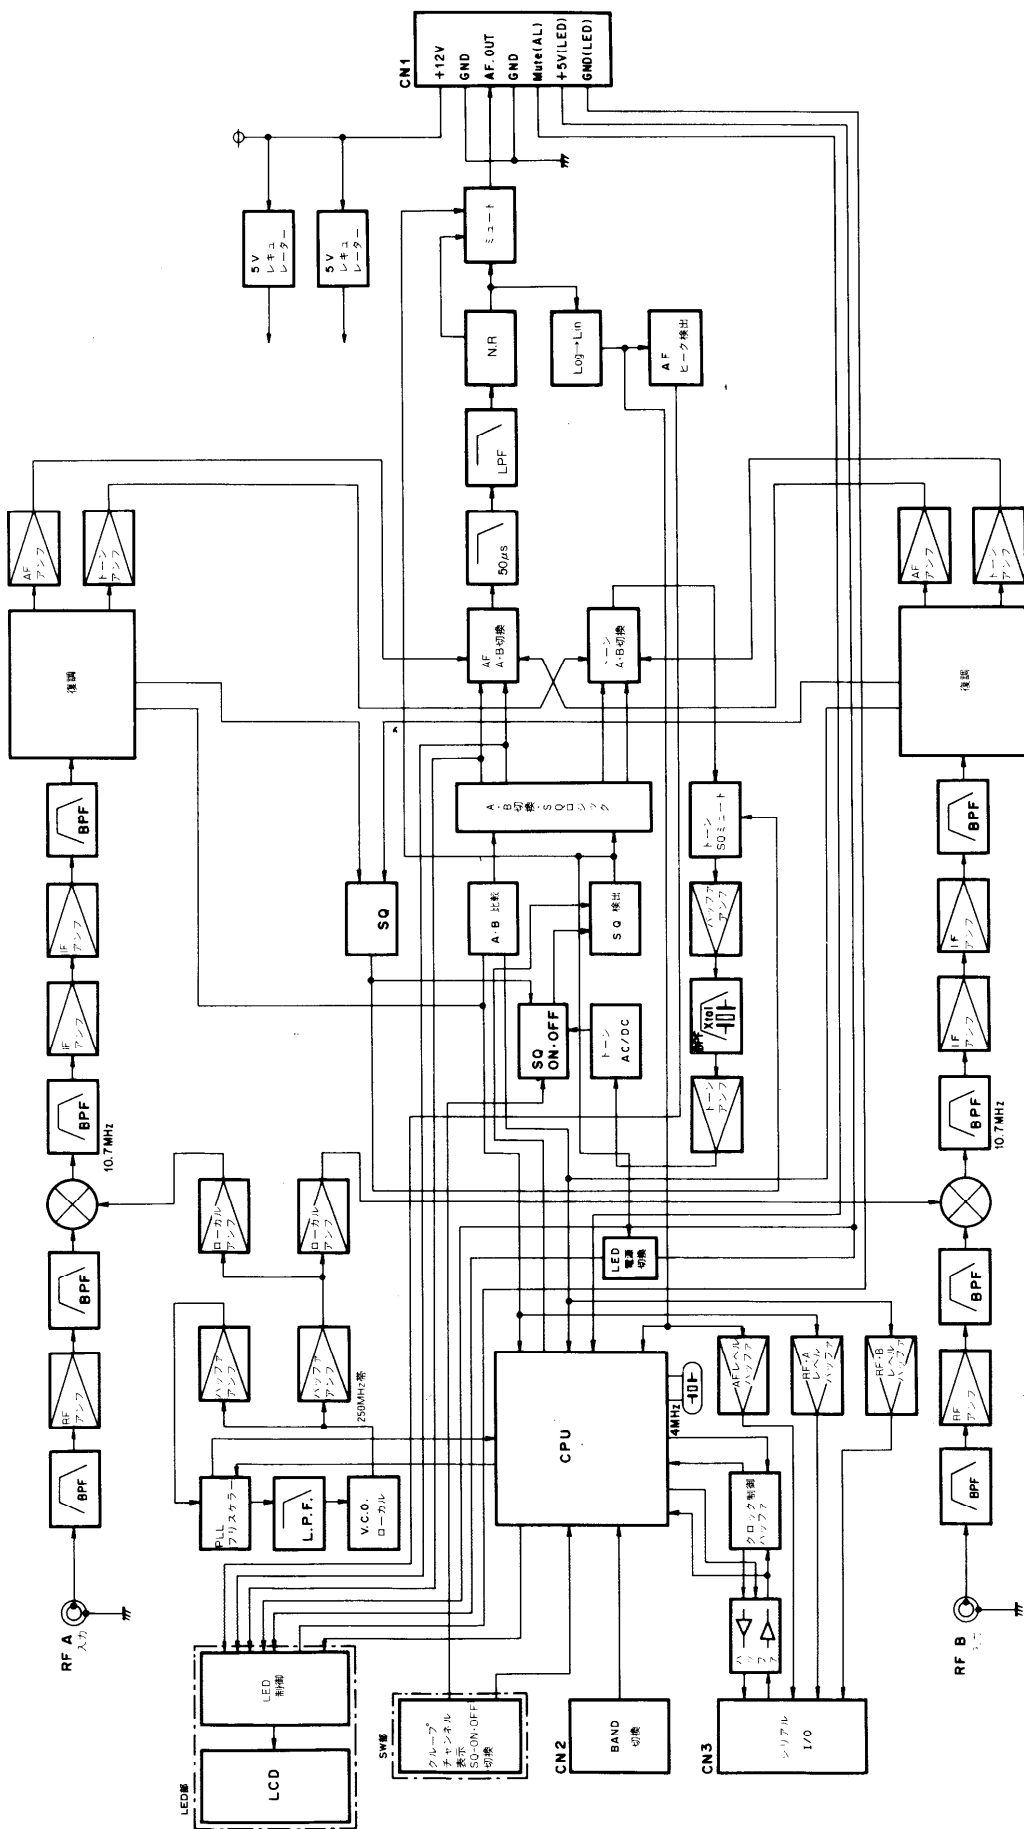 CN1
+12V
GND
AF.OUT
GND
Mute(AL)
+5V(LED)
GND(LED)
5V
レギュ
レーター
5V
レギュ
レーター
ミュート
N.R
Log→Lin
AF
ピーク検出
LPF
50μs
AF
アンプ
トーン
アンプ
AF
アンプ
トーン
アンプ
復調
復調
AF
A・B切換
トーン
A・B切換
A・B切換・SQロジック
トーン
SQミュート
SQ
A・B 比較
SQ 検出
バッファ
アンプ
SQ
ON・OFF
トーン
AC/DC
Xtal
BPF
トーン
アンプ
BPF
IFアンプ
IFアンプ
BPF
10.7MHz
BPF
RFアンプ
BPF
RF A
入力
ローカル
アンプ
ローカル
アンプ
バッファ
アンプ
バッファ
アンプ
250MHz帯
PLL
プリスケラー
L.P.F.
V.C.O.
ローカル
LED
電源
切換
CPU
4MHz
AFレベル
バッファ
RF・A
レベル
バッファ
RF・B
レベル
バッファ
クロック制御
バッファ
バッファ
LED部
LED
制御
LCD
SW部
グループ
チャンネル
表示
SQ-ON-OFF
切換
CN2
BAND
切換
CN3
シリアル
I/O
BPF
IF
アンプ
IF
アンプ
BPF
10.7MHz
BPF
RF
アンプ
BPF
RF B
入力